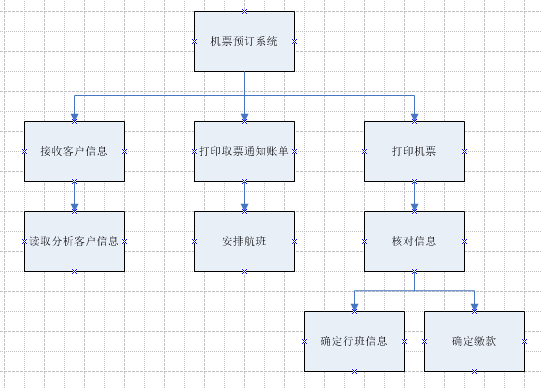 机票预订系统
接收客户信息
打印取票通知账单
打印机票
读取分析客户信息
安排航班
核对信息
确定行班信息
确定缴款